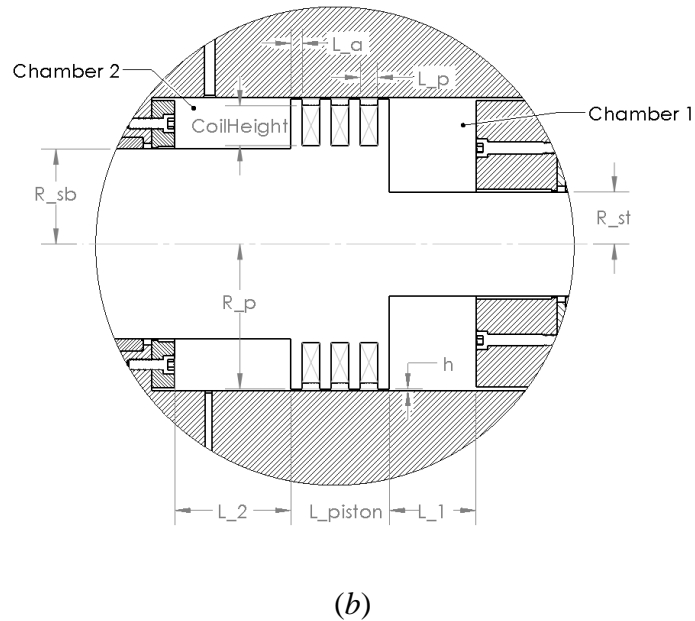 L_a
Chamber 2
L_p
CoilHeight
Chamber 1
R_sb
R_st
R_p
h
L_2
L_piston
L_1
(b)